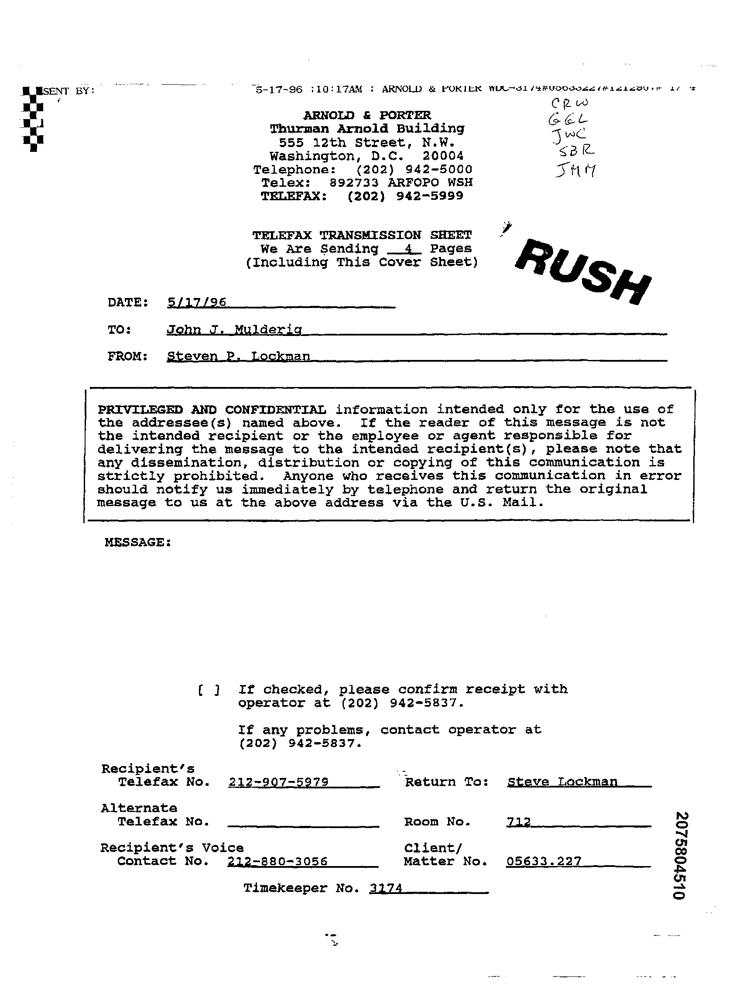 SENT BY: 5-17-96 ;10:17AM ; ARNOLD & PORTER WDC-3174#05633227#1212807;# 1/ 4
CRW
GEL
JWC
SBR
JMM
ARNOLD & PORTER
Thurman Arnold Building
555 12th Street, N.W.
Washington, D.C. 20004
Telephone: (202) 942-5000
Telex: 892733 ARFOPO WSH
TELEFAX: (202) 942-5999
TELEFAX TRANSMISSION SHEET
We Are Sending 4 Pages
(Including This Cover Sheet)
RUSH
DATE: 5/17/96
TO: John J. Mulderig
FROM: Steven P. Lockman
PRIVILEGED AND CONFIDENTIAL information intended only for the use of
the addressee(s) named above. If the reader of this message is not
the intended recipient or the employee or agent responsible for
delivering the message to the intended recipient(s), please note that
any dissemination, distribution or copying of this communication is
strictly prohibited. Anyone who receives this communication in error
should notify us immediately by telephone and return the original
message to us at the above address via the U.S. Mail.
MESSAGE:
[ ] If checked, please confirm receipt with
operator at (202) 942-5837.
If any problems, contact operator at
(202) 942-5837.
Recipient's
Telefax No. 212-907-5979 Return To: Steve Lockman
Alternate
Telefax No. Room No. 712
Recipient's Voice Client/
Contact No. 212-880-3056 Matter No. 05633.227
Timekeeper No. 3174
2075804510